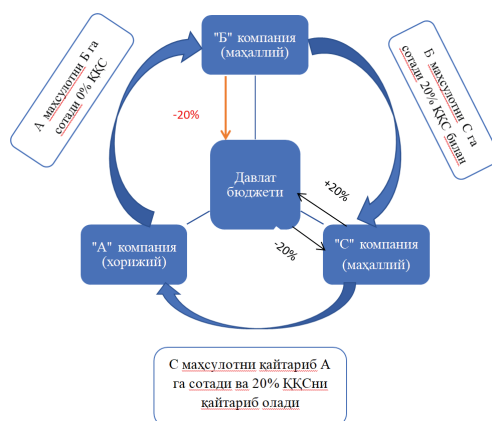 "Б" компания
(маҳаллий)
А маҳсулотни Б га
сотади 0% ҚҚС
Б маҳсулотни С га
сотади 20% ҚҚС билан
-20%
Давлат
бюджети
+20%
-20%
"А" компания
(хорижий)
"С" компания
(маҳаллий)
С маҳсулотни қайтариб А
га сотади ва 20% ҚҚСни
қайтариб олади